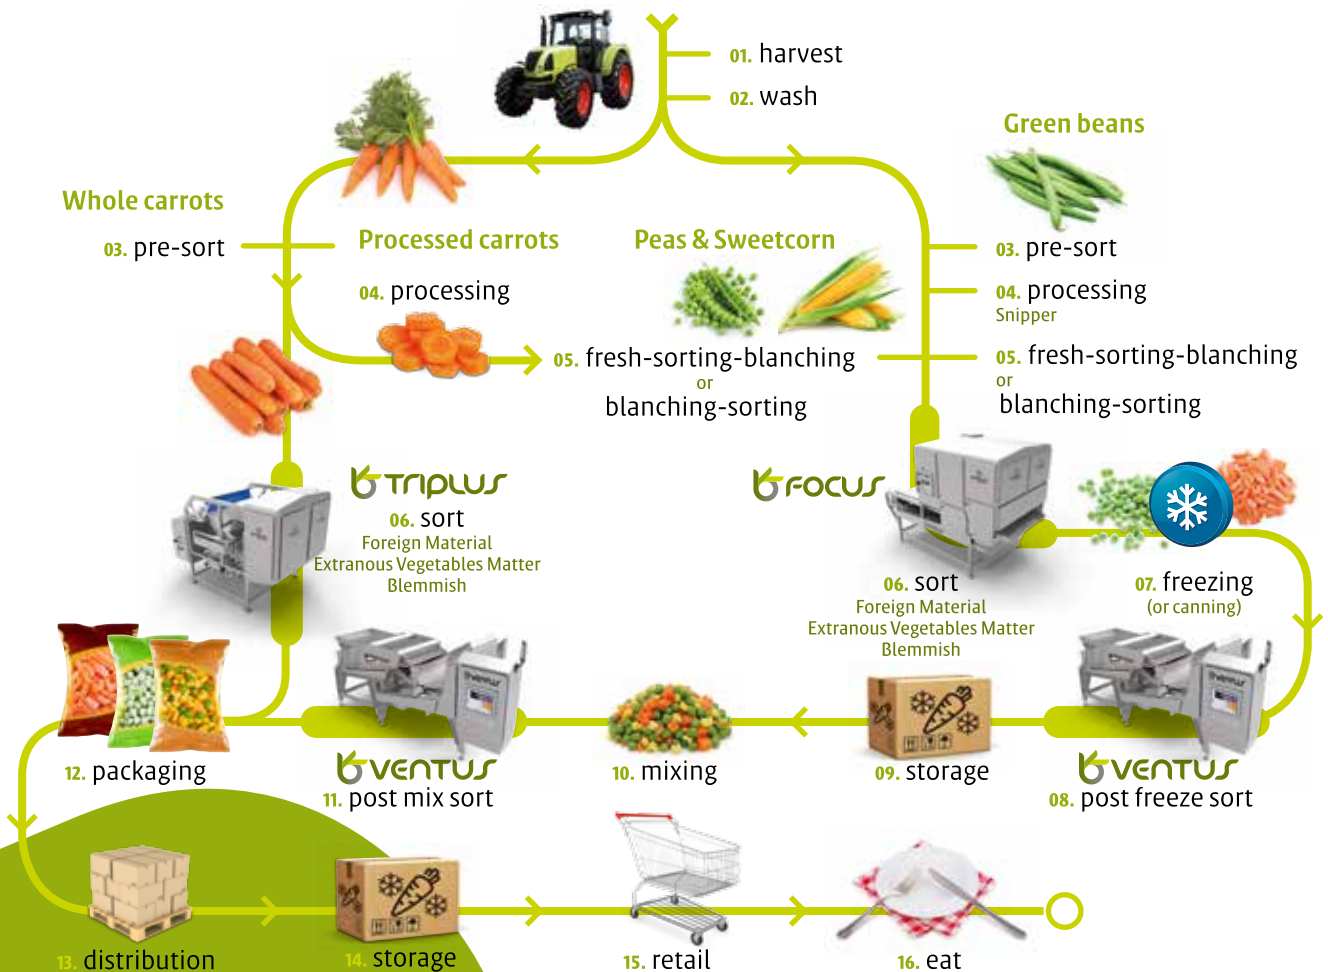 01. harvest
02. wash
Green beans
Whole carrots
03. pre-sort
Processed carrots
04. processing
Peas & Sweetcorn
03. pre-sort
04. processing
Snipper
05. fresh-sorting-blanching
or
blanching-sorting
05. fresh-sorting-blanching
or
blanching-sorting
TRIPLUS
06. sort
Foreign Material
Extranous Vegetables Matter
Blemmish
FOCUS
06. sort
Foreign Material
Extranous Vegetables Matter
Blemmish
07. freezing
(or canning)
VENTUS
08. post freeze sort
09. storage
10. mixing
VENTUS
11. post mix sort
12. packaging
13. distribution
14. storage
15. retail
16. eat